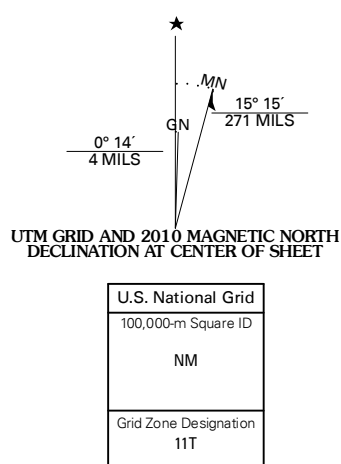 MN
GN
15° 15´
271 MILS
0° 14´
4 MILS
UTM GRID AND 2010 MAGNETIC NORTH
DECLINATION AT CENTER OF SHEET
U.S. National Grid
100,000-m Square ID
NM
Grid Zone Designation
11T